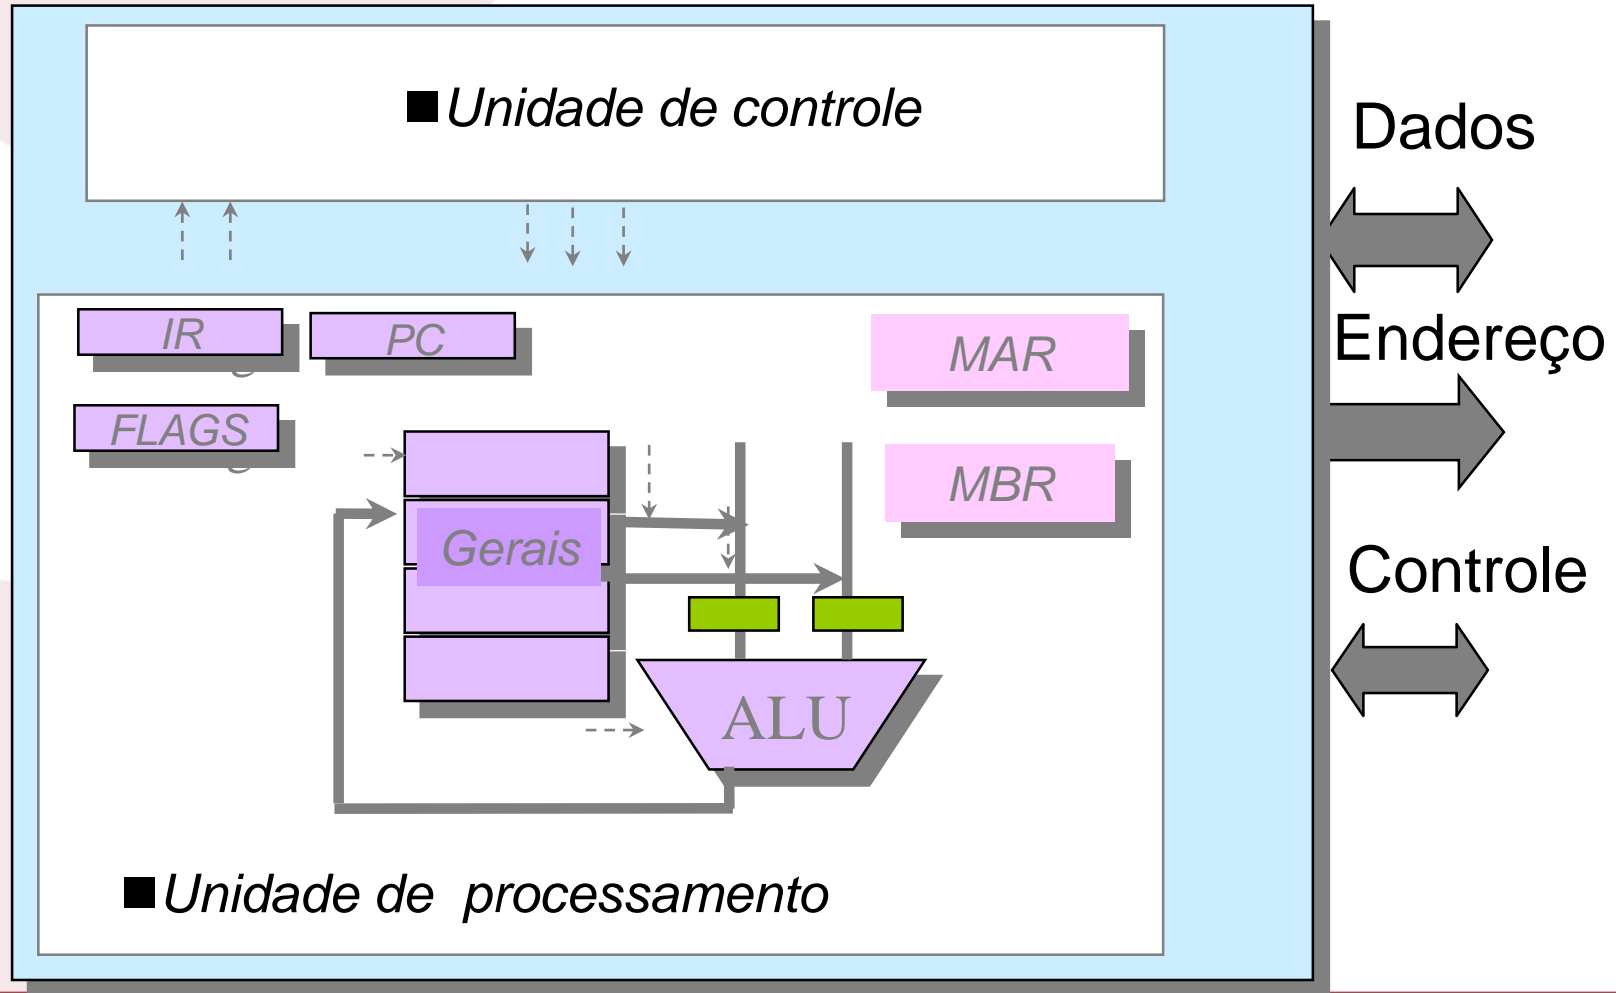 ■ Unidade de controle
Dados
IR
PC
MAR
Endereço
FLAGS
MBR
Gerais
Controle
ALU
■ Unidade de processamento